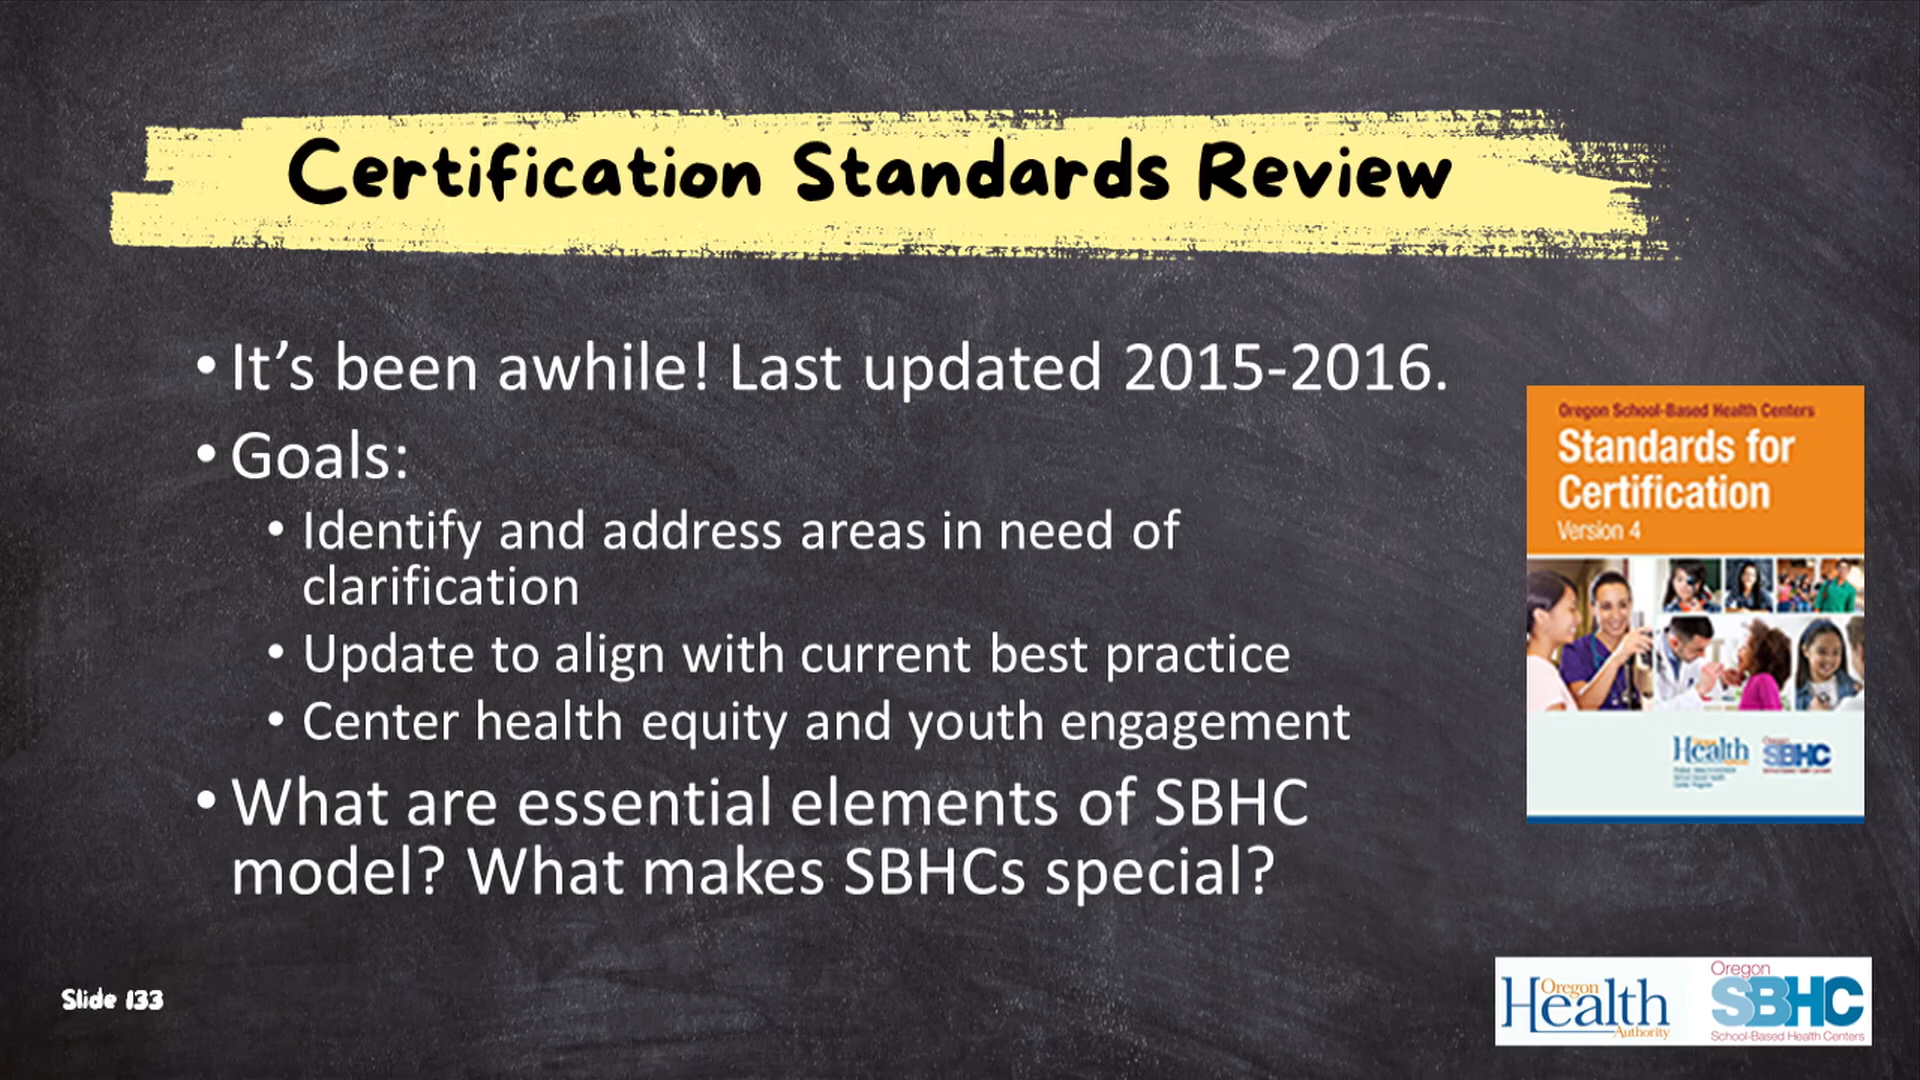 Certification Standards Review
• It’s been awhile! Last updated 2015-2016.
• Goals:
• Identify and address areas in need of
clarification
• Update to align with current best practice
• Center health equity and youth engagement
• What are essential elements of SBHC
model? What makes SBHCs special?
Oregon School-Based Health Centers
Standards for
Certification
Version 4
Health
SBHC
Slide 133
Oregon
Health
Authority
Oregon
SBHC
School-Based Health Centers